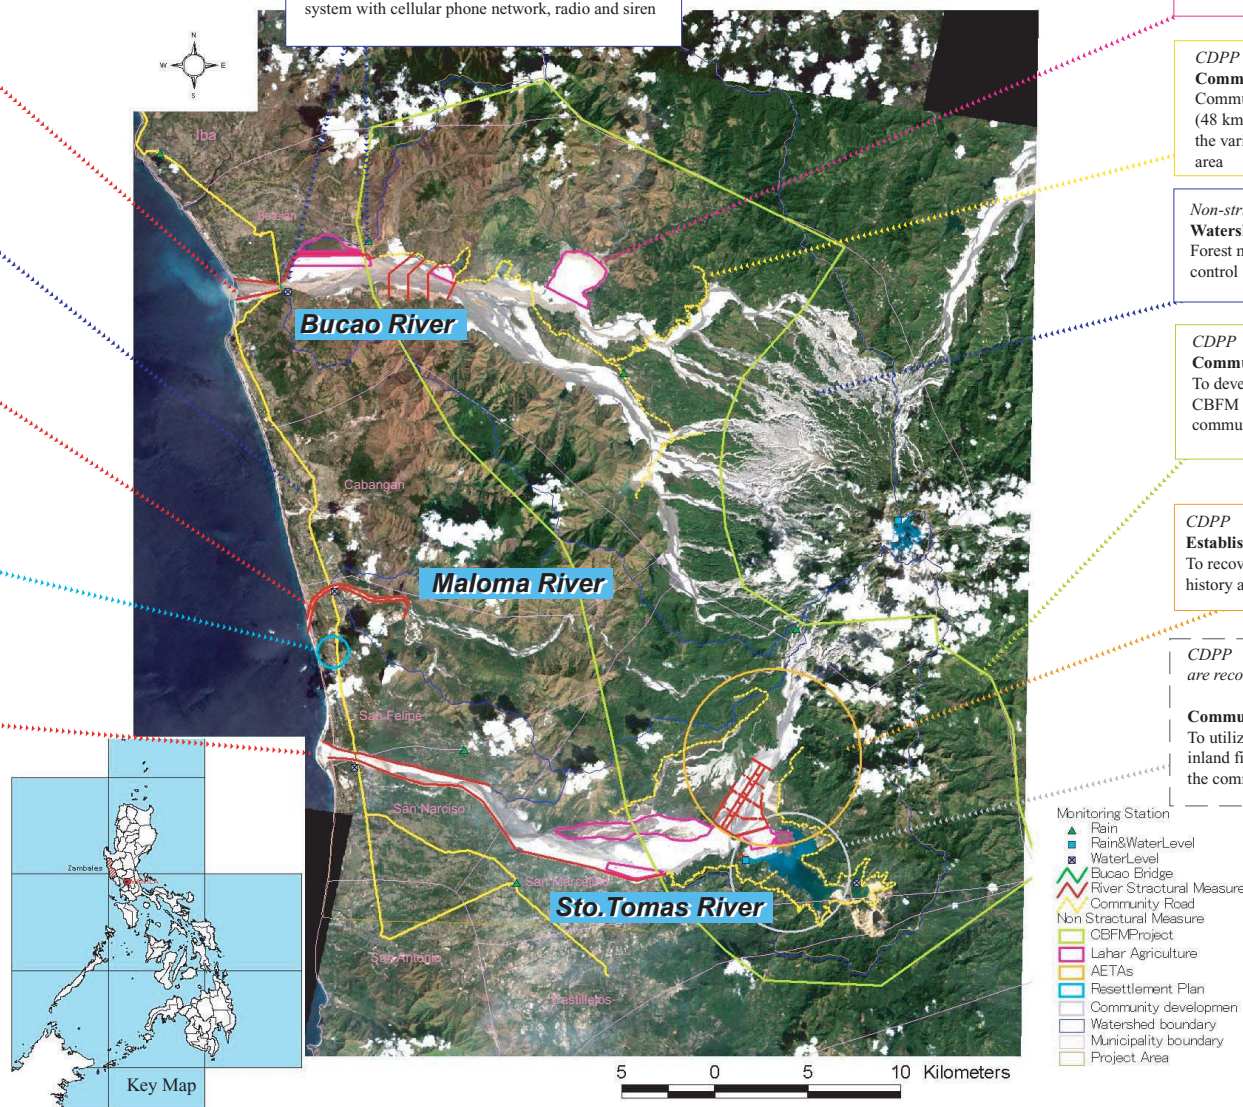 system with cellular phone network, radio and siren
N
W E
S
CDPP
Comm
Commu
(48 km
the vari
area
Non-str
Watersh
Forest m
control
CDPP
Commu
To deve
CBFM
commun
CDPP
Establis
To recov
history a
CDPP
are reco
Commu
To utiliz
inland fi
the comm
Iba
Botolan
Bucao River
Cabangan
Maloma River
San Felipe
San Narciso
San Marcelino
Sto.Tomas River
San Antonio
Castillejos
Zambales
Key Map
Monitoring Station
Rain
Rain&WaterLevel
WaterLevel
Bucao Bridge
River Stractural Measure
Community Road
Non Stractural Measure
CBFMProject
Lahar Agriculture
AETAs
Resettlement Plan
Community developmen
Watershed boundary
Municipality boundary
Project Area
5 0 5 10 Kilometers